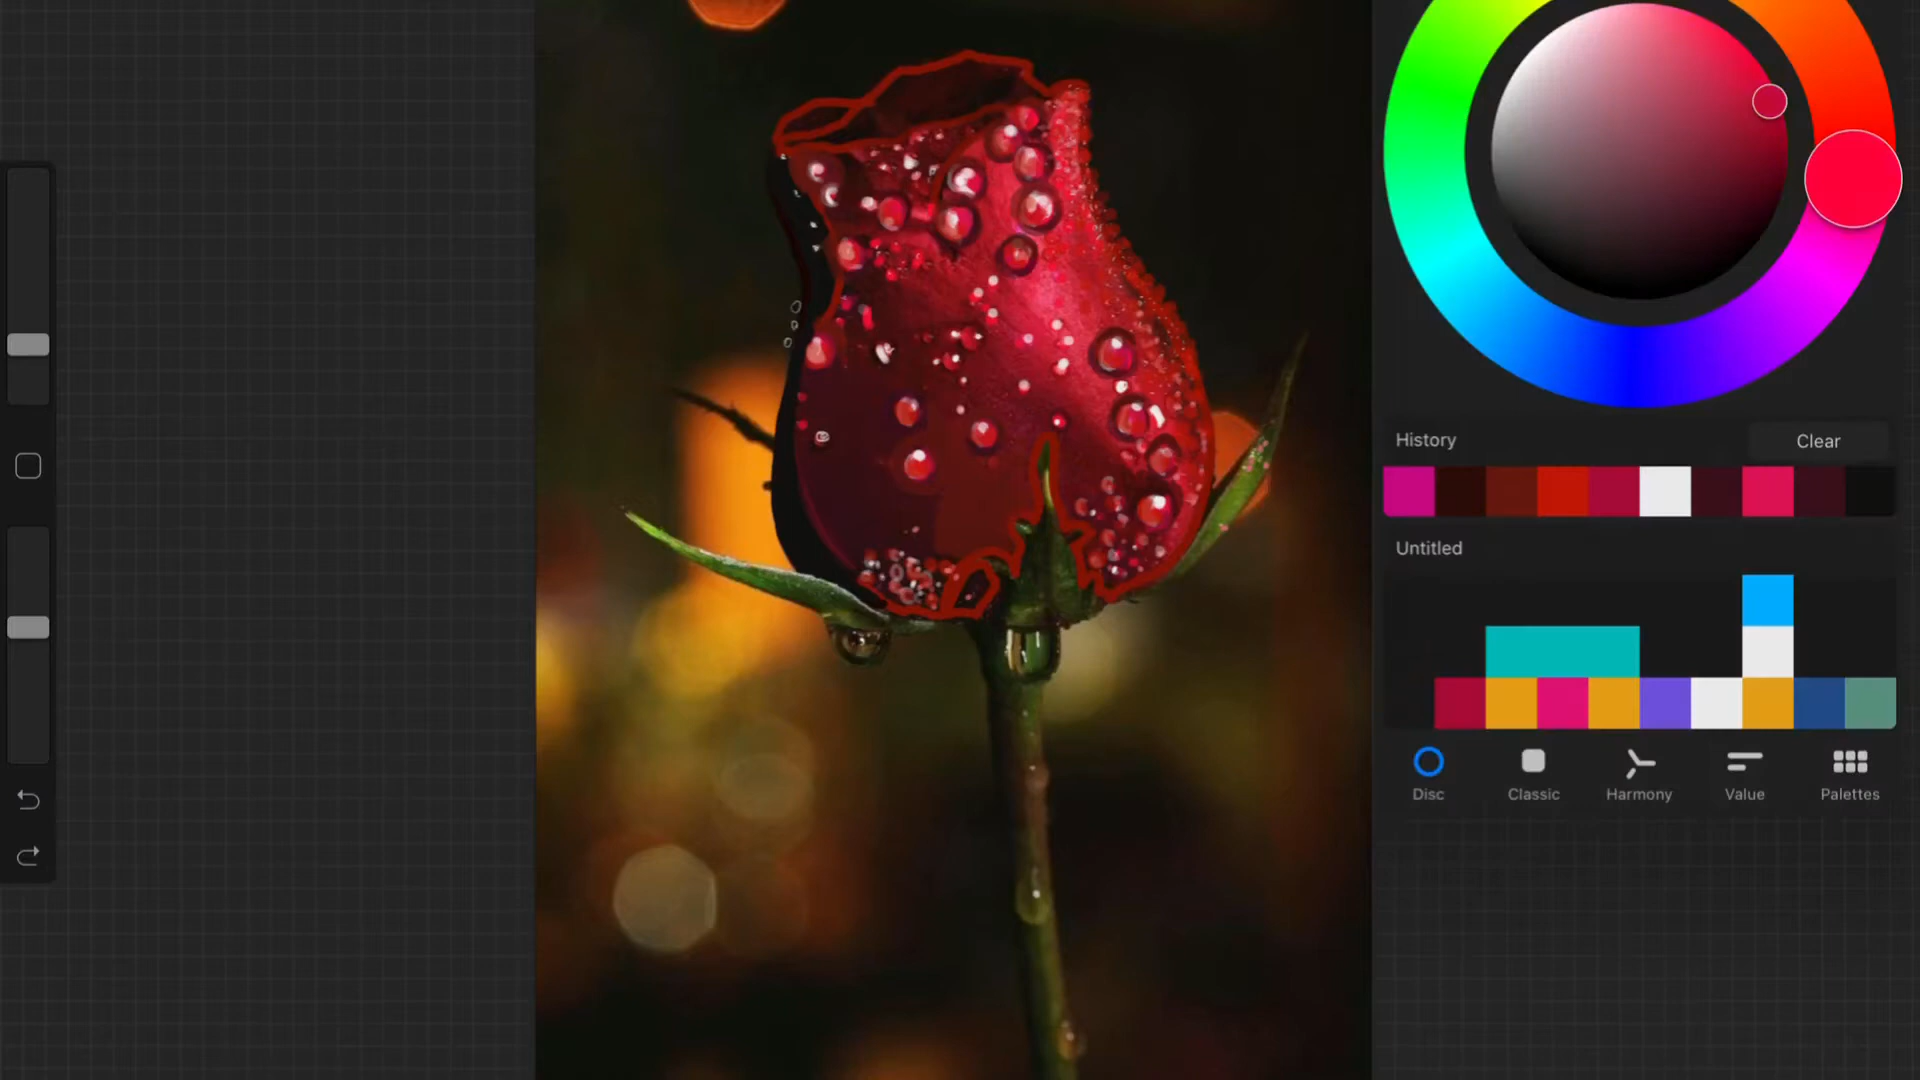 History
Clear
Untitled
Disc
Classic
Harmony
Value
Palettes